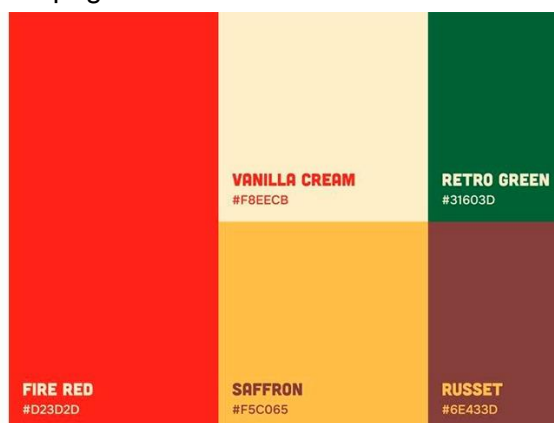 VANILLA CREAM
#F8EECB
RETRO GREEN
#31603D
FIRE RED
#D23D2D
SAFFRON
#F5C065
RUSSET
#6E433D